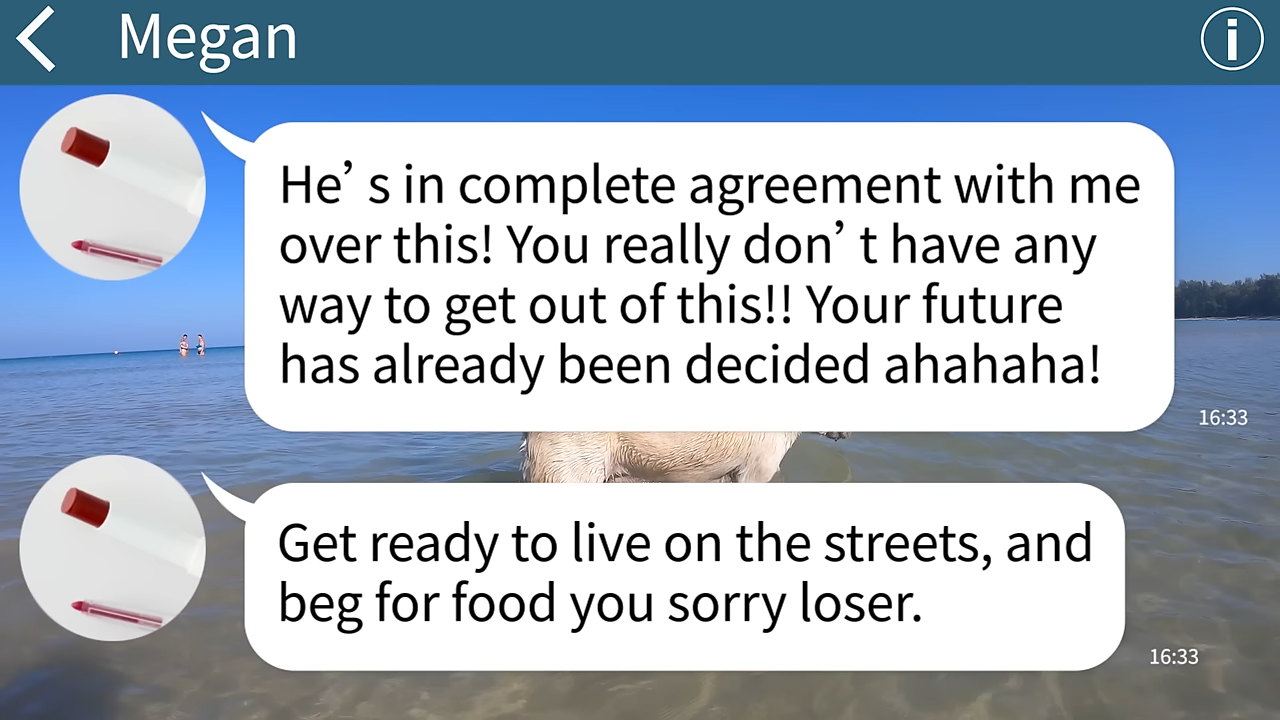 Megan
He’s in complete agreement with me
over this! You really don’t have any
way to get out of this!! Your future
has already been decided ahahaha!
16:33
Get ready to live on the streets, and
beg for food you sorry loser.
16:33